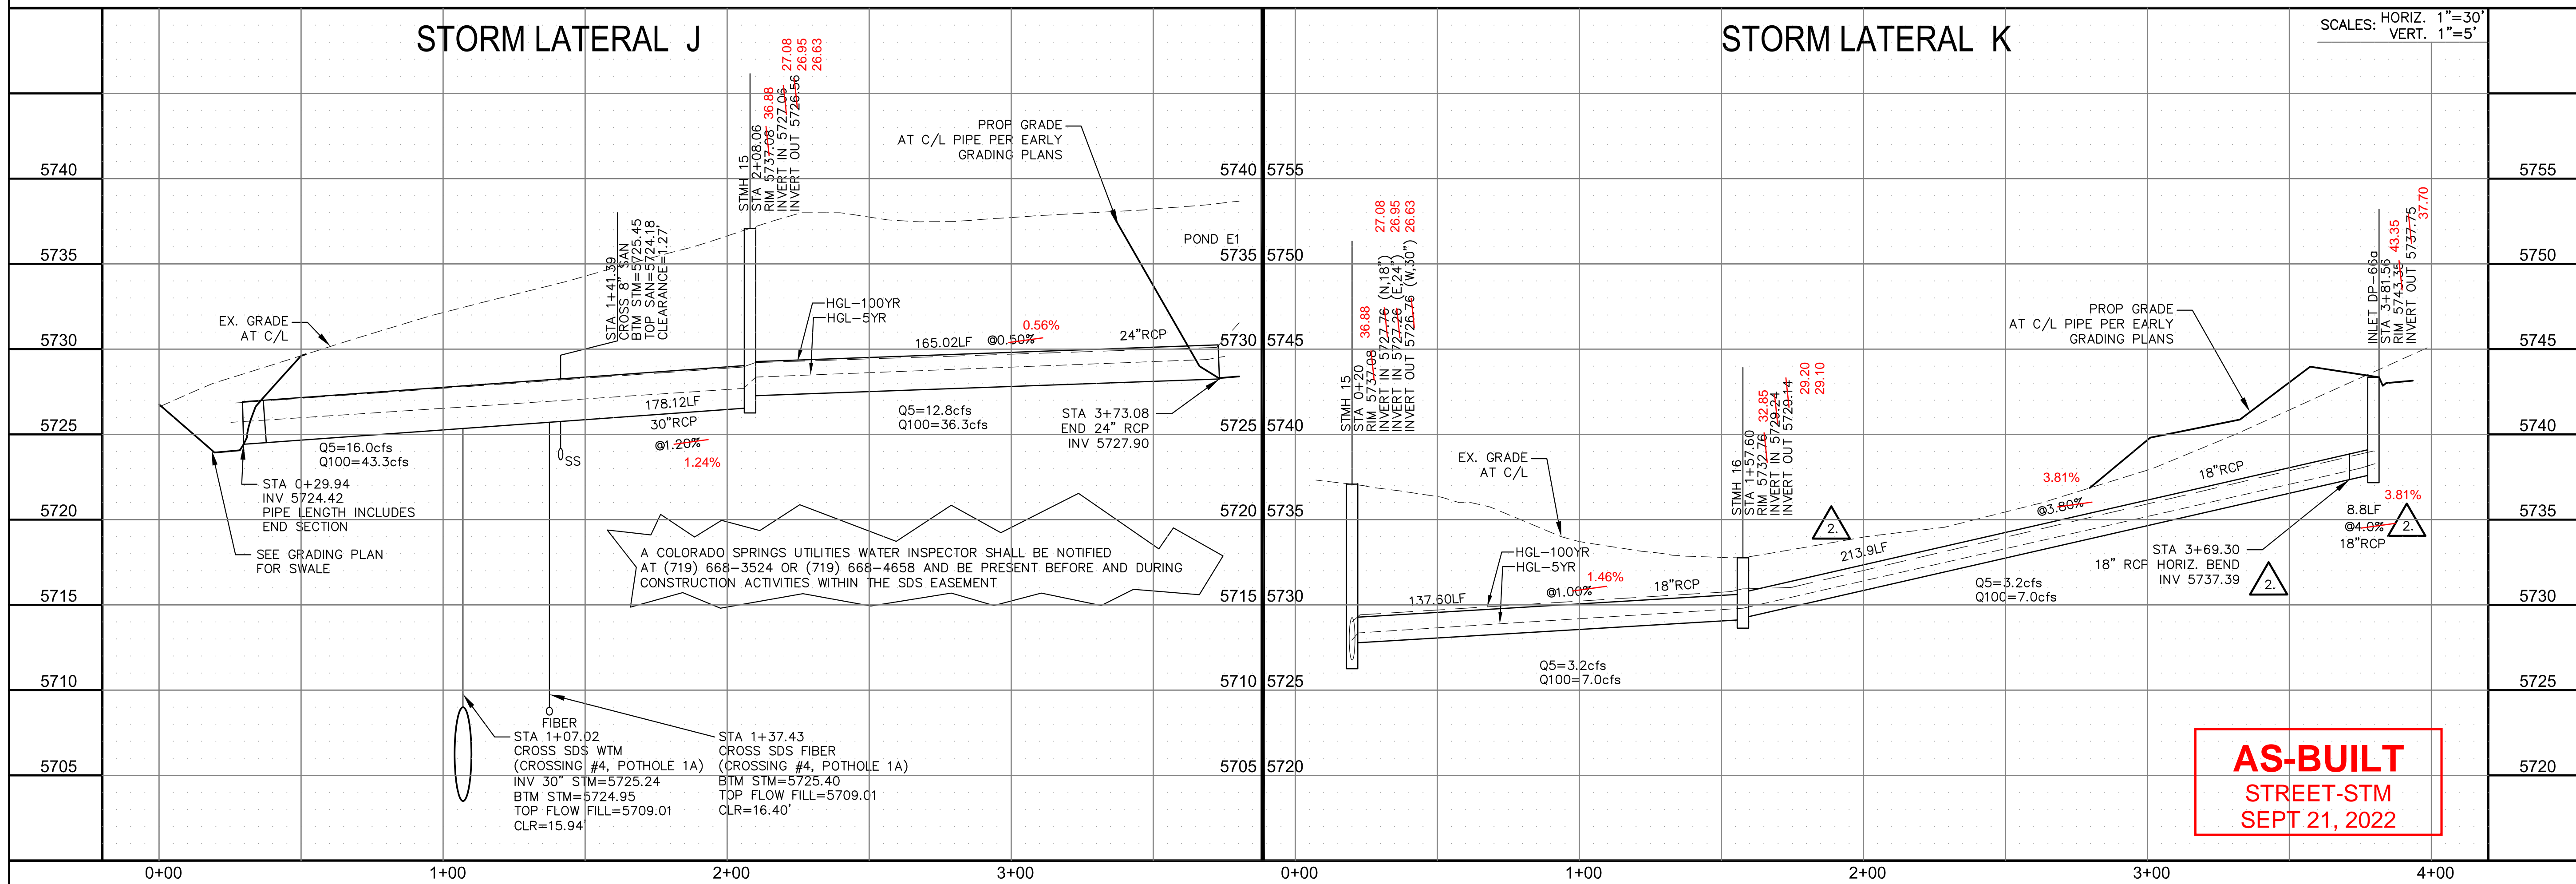 STORM LATERAL J
STORM LATERAL K
SCALES:
HORIZ. 1"=30'
VERT. 1"=5'
5740
5735
5730
5725
5720
5715
5710
5705
EX. GRADE
AT C/L
STA 1+41.39
CROSS 8" SAN
BTM STM=5725.45
TOP SAN=5724.18
CLEARANCE=1.27'
STMH 15
STA 2+08.06
RIM 5737.08
INVERT IN 5727.06
INVERT OUT 5726.56
36.88
27.08
26.95
26.63
PROP GRADE
AT C/L PIPE PER EARLY
GRADING PLANS
POND E1
HGL-100YR
HGL-5YR
165.02LF
@0.50%
0.56%
24"RCP
178.12LF
30"RCP
@1.20%
1.24%
Q5=16.0cfs
Q100=43.3cfs
Q5=12.8cfs
Q100=36.3cfs
STA 3+73.08
END 24" RCP
INV 5727.90
SS
STA 0+29.94
INV 5724.42
PIPE LENGTH INCLUDES
END SECTION
SEE GRADING PLAN
FOR SWALE
A COLORADO SPRINGS UTILITIES WATER INSPECTOR SHALL BE NOTIFIED
AT (719) 668-3524 OR (719) 668-4658 AND BE PRESENT BEFORE AND DURING
CONSTRUCTION ACTIVITIES WITHIN THE SDS EASEMENT
FIBER
STA 1+07.02
CROSS SDS WTM
(CROSSING #4, POTHOLE 1A)
INV 30" STM=5725.24
BTM STM=5724.95
TOP FLOW FILL=5709.01
CLR=15.94'
STA 1+37.43
CROSS SDS FIBER
(CROSSING #4, POTHOLE 1A)
BTM STM=5725.40
TOP FLOW FILL=5709.01
CLR=16.40'
5740
5735
5730
5725
5720
5715
5710
5705
0+00
1+00
2+00
3+00
5755
5750
5745
5740
5735
5730
5725
5720
STMH 15
STA 0+20
RIM 5737.08
INVERT IN 5727.76 (N,18")
INVERT IN 5727.26 (E,24")
INVERT OUT 5726.76 (W,30")
36.88
27.08
26.95
26.63
EX. GRADE
AT C/L
STMH 16
STA 1+57.60
RIM 5732.76
INVERT IN 5729.24
INVERT OUT 5729.14
32.85
29.20
29.10
HGL-100YR
HGL-5YR
137.60LF
@1.00%
1.46%
18"RCP
Q5=3.2cfs
Q100=7.0cfs
2.
213.9LF
@3.80%
3.81%
18"RCP
Q5=3.2cfs
Q100=7.0cfs
PROP GRADE
AT C/L PIPE PER EARLY
GRADING PLANS
INLET DP-66a
STA 3+81.56
RIM 5743.35
INVERT OUT 5737.75
43.35
37.70
3.81%
8.8LF
@4.0%
18"RCP
2.
STA 3+69.30
18" RCP HORIZ. BEND
INV 5737.39
2.
AS-BUILT
STREET-STM
SEPT 21, 2022
5755
5750
5745
5740
5735
5730
5725
5720
0+00
1+00
2+00
3+00
4+00